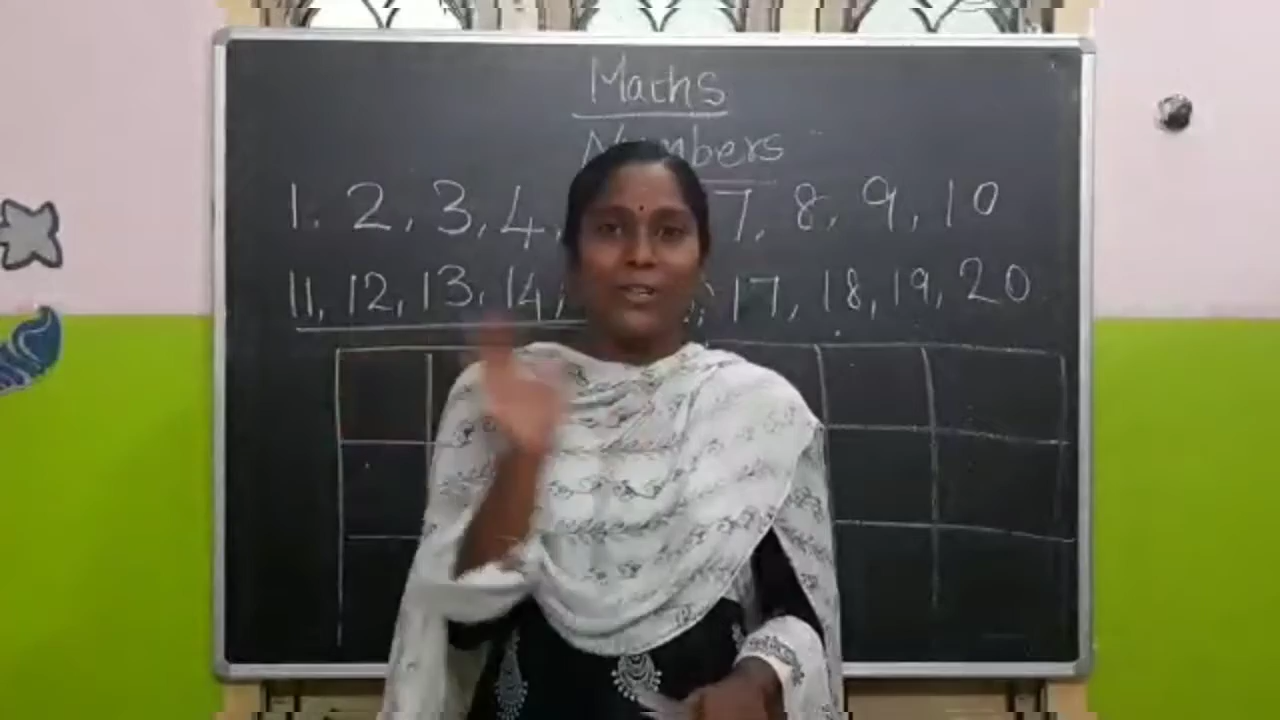 Maths
Numbers
1. 2, 3, 4, 7, 8, 9, 10
11, 12, 13, 14, 17, 18, 19, 20